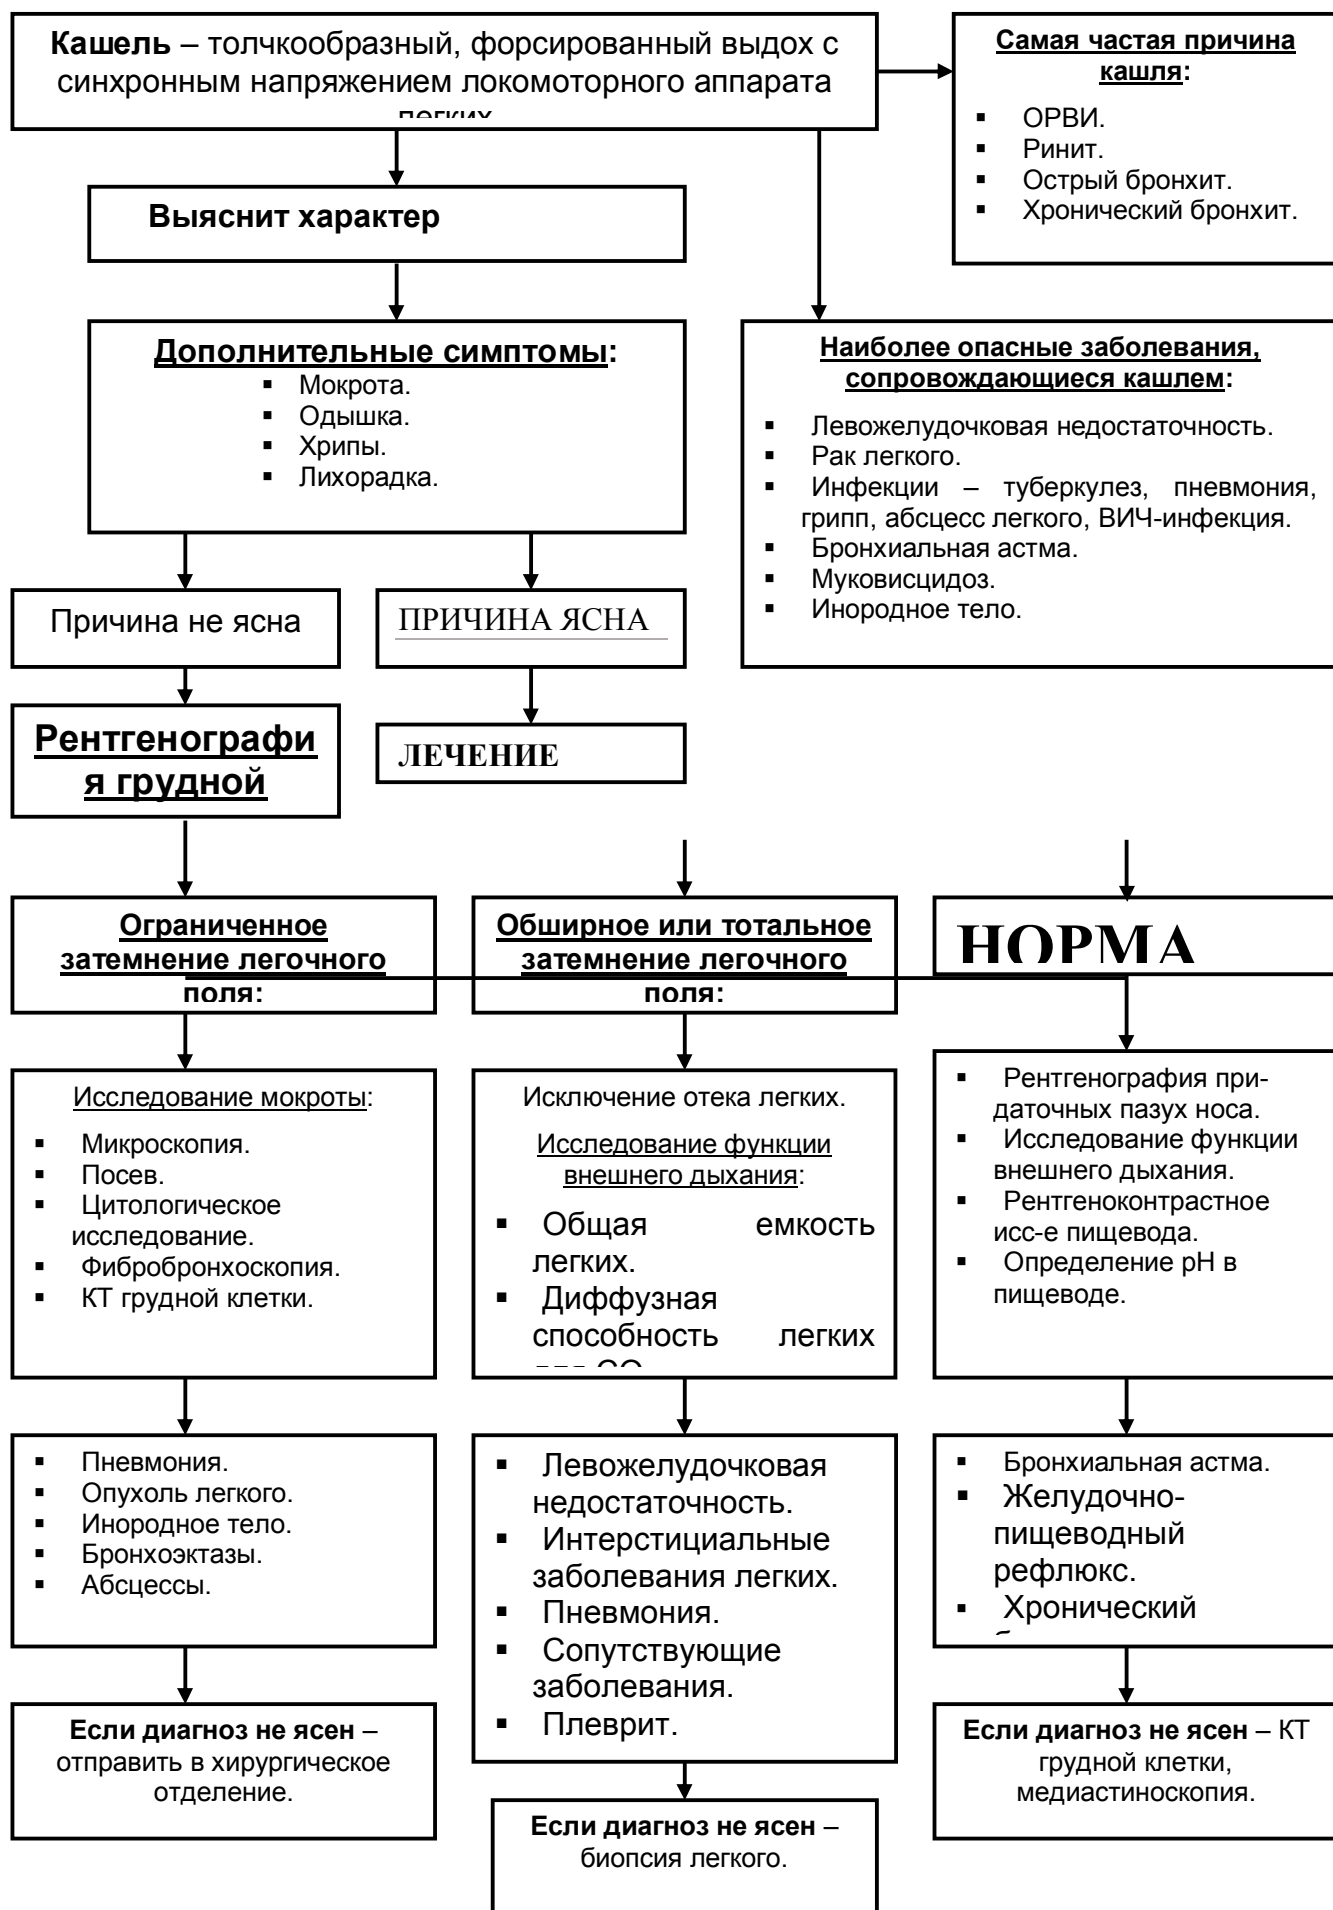 Кашель – толчкообразный, форсированный выдох с
синхронным напряжением локомоторного аппарата
легких
Самая частая причина
кашля:
▪ ОРВИ.
▪ Ринит.
▪ Острый бронхит.
▪ Хронический бронхит.
Выяснит характер
Дополнительные симптомы:
▪ Мокрота.
▪ Одышка.
▪ Хрипы.
▪ Лихорадка.
Наиболее опасные заболевания,
сопровождающиеся кашлем:
▪ Левожелудочковая недостаточность.
▪ Рак легкого.
▪ Инфекции – туберкулез, пневмония,
грипп, абсцесс легкого, ВИЧ-инфекция.
▪ Бронхиальная астма.
▪ Муковисцидоз.
▪ Инородное тело.
Причина не ясна
ПРИЧИНА ЯСНА
Рентгенографи
я грудной
ЛЕЧЕНИЕ
Ограниченное
затемнение легочного
поля:
Обширное или тотальное
затемнение легочного
поля:
НОРМА
Исследование мокроты:
▪ Микроскопия.
▪ Посев.
▪ Цитологическое
исследование.
▪ Фибробронхоскопия.
▪ КТ грудной клетки.
Исключение отека легких.
Исследование функции
внешнего дыхания:
▪ Общая емкость
легких.
▪ Диффузная
способность легких
для СО
▪ Рентгенография при-
даточных пазух носа.
▪ Исследование функции
внешнего дыхания.
▪ Рентгеноконтрастное
исс-е пищевода.
▪ Определение рН в
пищеводе.
▪ Пневмония.
▪ Опухоль легкого.
▪ Инородное тело.
▪ Бронхоэктазы.
▪ Абсцессы.
▪ Левожелудочковая
недостаточность.
▪ Интерстициальные
заболевания легких.
▪ Пневмония.
▪ Сопутствующие
заболевания.
▪ Плеврит.
▪ Бронхиальная астма.
▪ Желудочно-
пищеводный
рефлюкс.
▪ Хронический
Если диагноз не ясен –
отправить в хирургическое
отделение.
Если диагноз не ясен –
биопсия легкого.
Если диагноз не ясен – КТ
грудной клетки,
медиастиноскопия.